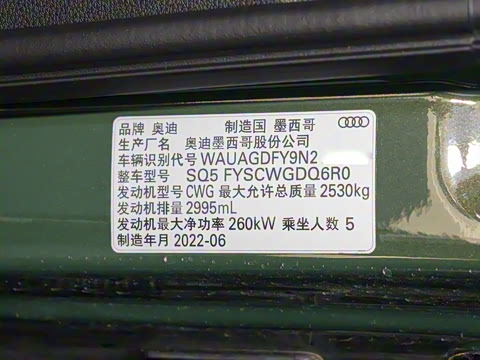 品牌 奥迪 制造国 墨西哥
生产厂名 奥迪墨西哥股份公司
车辆识别代号 WAUAGDFY9N2
整车型号 SQ5 FYSCWGDQ6R0
发动机型号 CWG 最大允许总质量 2530kg
发动机排量 2995mL
发动机最大净功率 260kW 乘坐人数 5
制造年月 2022-06